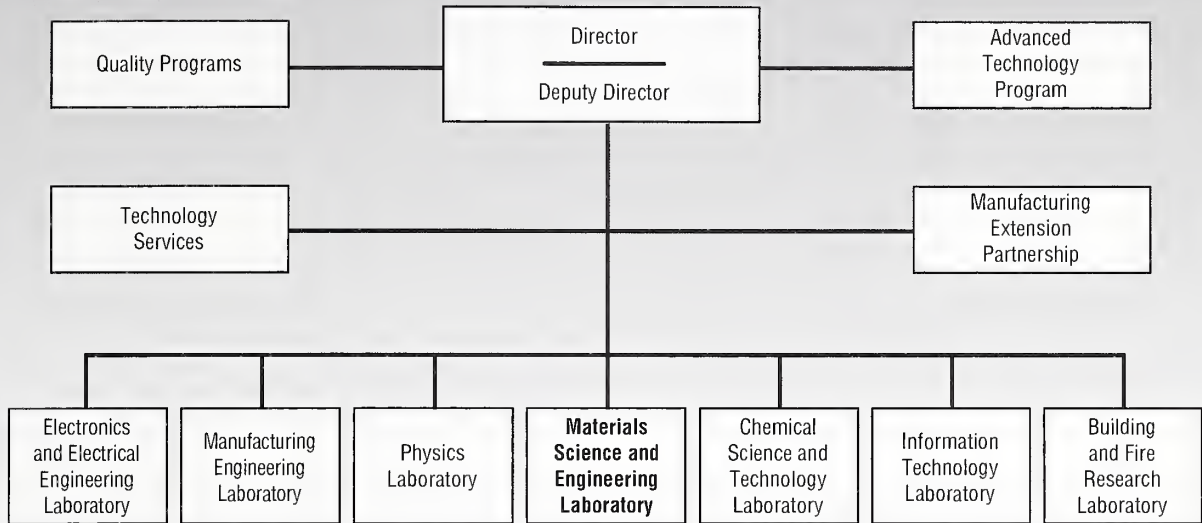 Quality Programs
Director
Deputy Director
Advanced
Technology
Program
Technology
Services
Manufacturing
Extension
Partnership
Electronics
and Electrical
Engineering
Laboratory
Manufacturing
Engineering
Laboratory
Physics
Laboratory
Materials
Science and
Engineering
Laboratory
Chemical
Science and
Technology
Laboratory
Information
Technology
Laboratory
Building
and Fire
Research
Laboratory